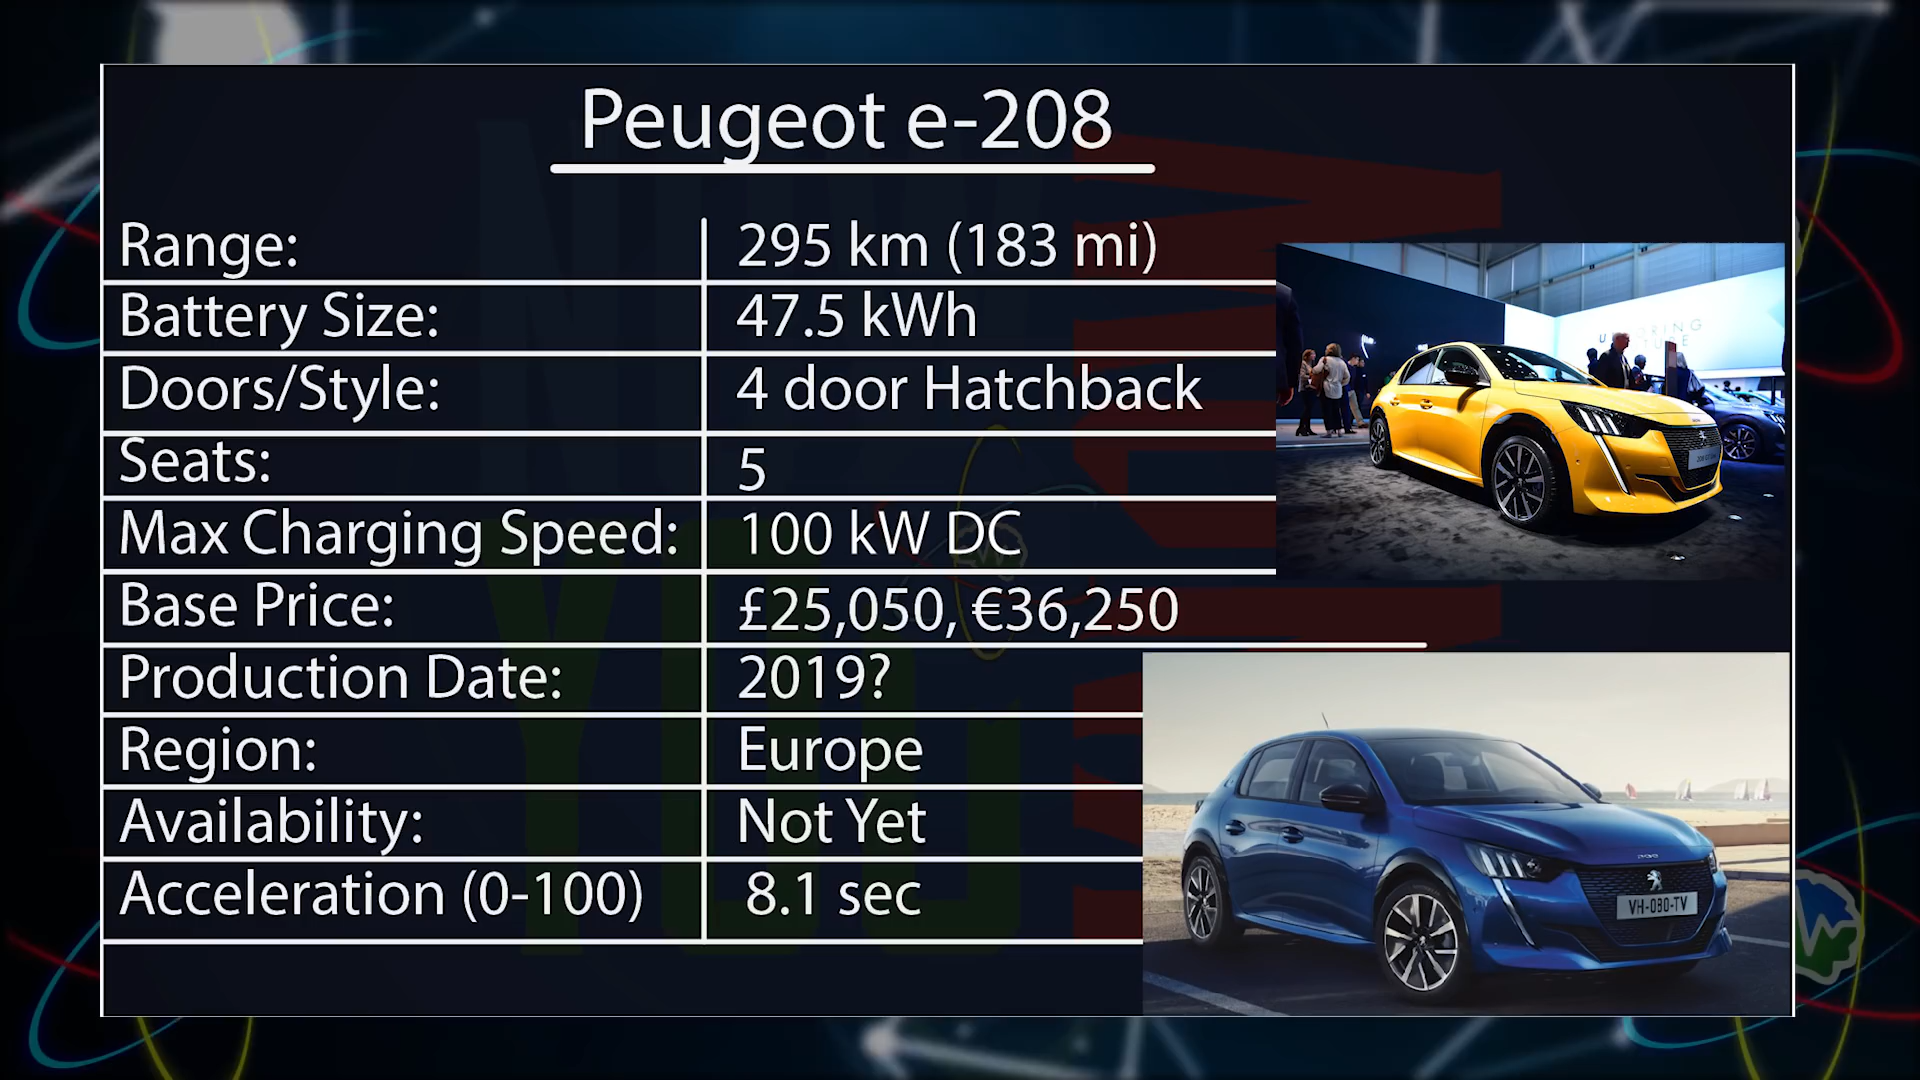 Peugeot e-208
Range: 295 km (183 mi)
Battery Size: 47.5 kWh
Doors/Style: 4 door Hatchback
Seats: 5
Max Charging Speed: 100 kW DC
Base Price: £25,050, €36,250
Production Date: 2019?
Region: Europe
Availability: Not Yet
Acceleration (0-100) 8.1 sec
VH-080-TV